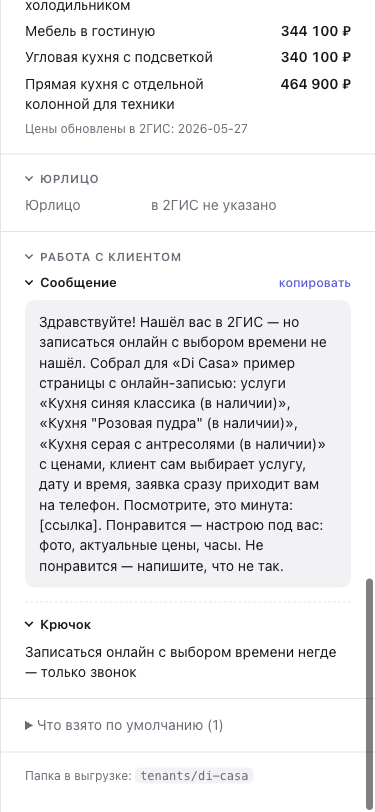 холодильником
Мебель в гостиную 344 100 ₽
Угловая кухня с подсветкой 340 100 ₽
Прямая кухня с отдельной 464 900 ₽
колонной для техники
Цены обновлены в 2ГИС: 2026-05-27
ЮРЛИЦО
Юрлицо в 2ГИС не указано
РАБОТА С КЛИЕНТОМ
Сообщение копировать
Здравствуйте! Нашёл вас в 2ГИС — но
записаться онлайн с выбором времени не
нашёл. Собрал для «Di Casa» пример
страницы с онлайн-записью: услуги
«Кухня синяя классика (в наличии)»,
«Кухня "Розовая пудра" (в наличии)»,
«Кухня серая с антресолями (в наличии)»
с ценами, клиент сам выбирает услугу,
дату и время, заявка сразу приходит вам
на телефон. Посмотрите, это минута:
[ссылка]. Понравится — настрою под вас:
фото, актуальные цены, часы. Не
понравится — напишите, что не так.
Крючок
Записаться онлайн с выбором времени негде
— только звонок
Что взято по умолчанию (1)
Папка в выгрузке: tenants/di-casa